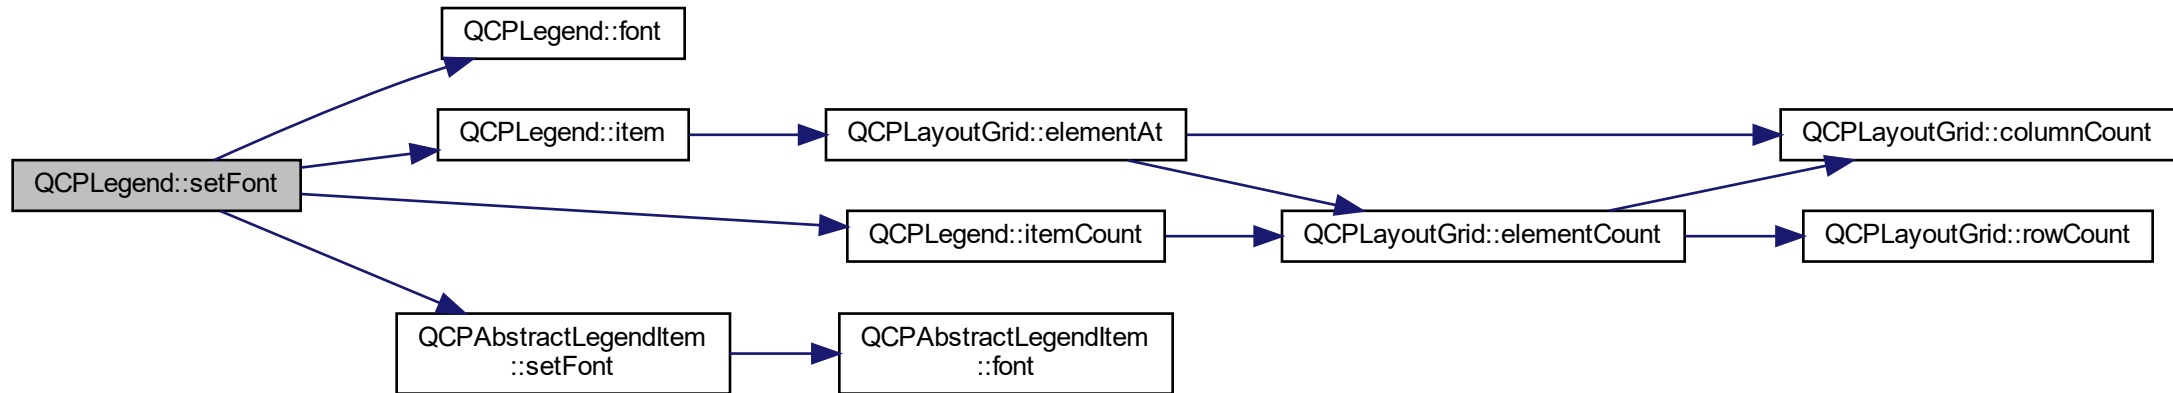 QCPLegend::font
QCPLegend::item
QCPLayoutGrid::elementAt
QCPLayoutGrid::columnCount
QCPLegend::setFont
QCPLegend::itemCount
QCPLayoutGrid::elementCount
QCPLayoutGrid::rowCount
QCPAbstractLegendItem
::setFont
QCPAbstractLegendItem
::font